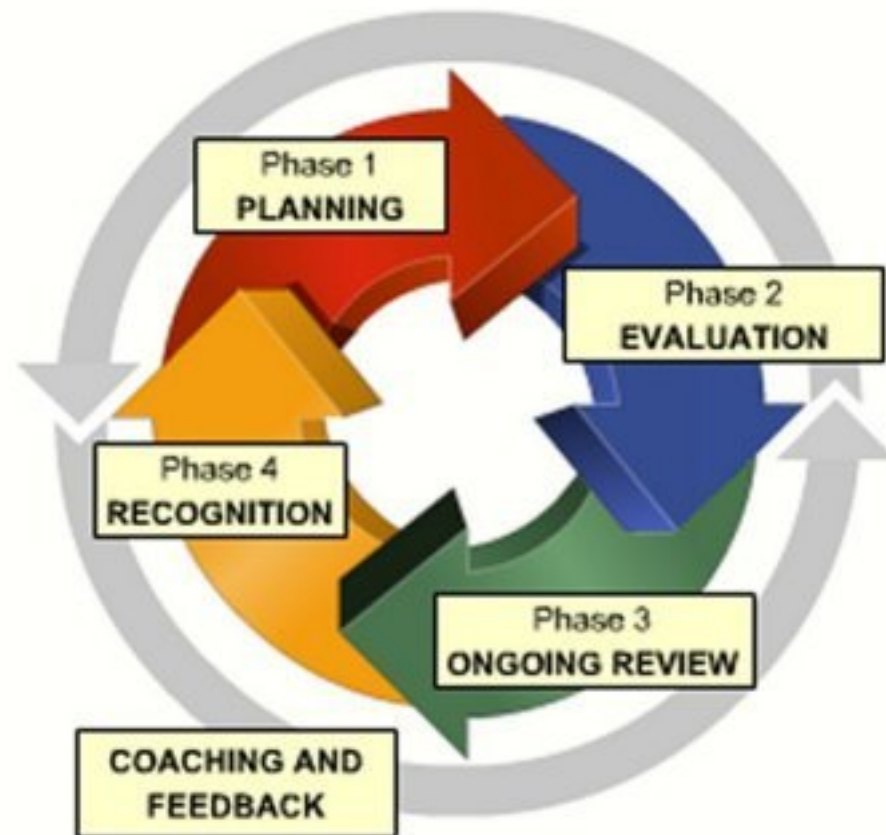 Phase 1
PLANNING
Phase 2
EVALUATION
Phase 3
ONGOING REVIEW
Phase 4
RECOGNITION
COACHING AND
FEEDBACK